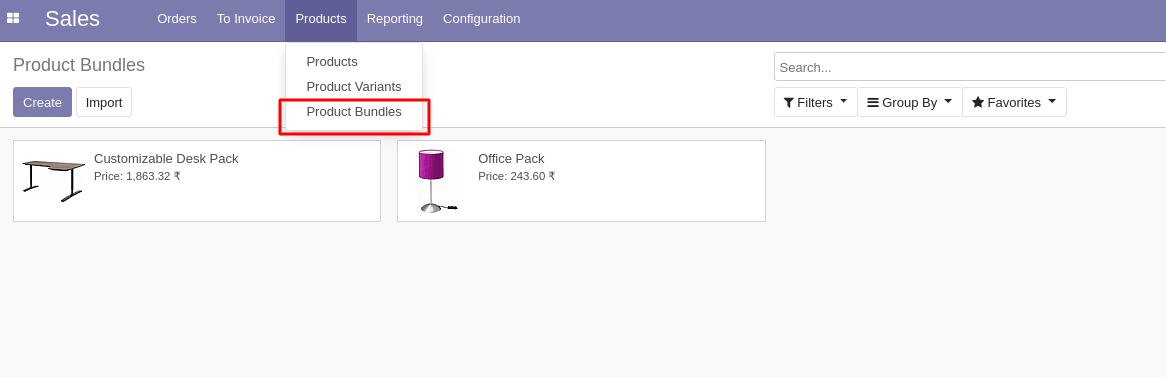 Sales Orders To Invoice Products Reporting Configuration
Products
Product Variants
Product Bundles
Product Bundles
Create Import
Search...
Filters Group By Favorites
Customizable Desk Pack
Price: 1,863.32 ₹
Office Pack
Price: 243.60 ₹